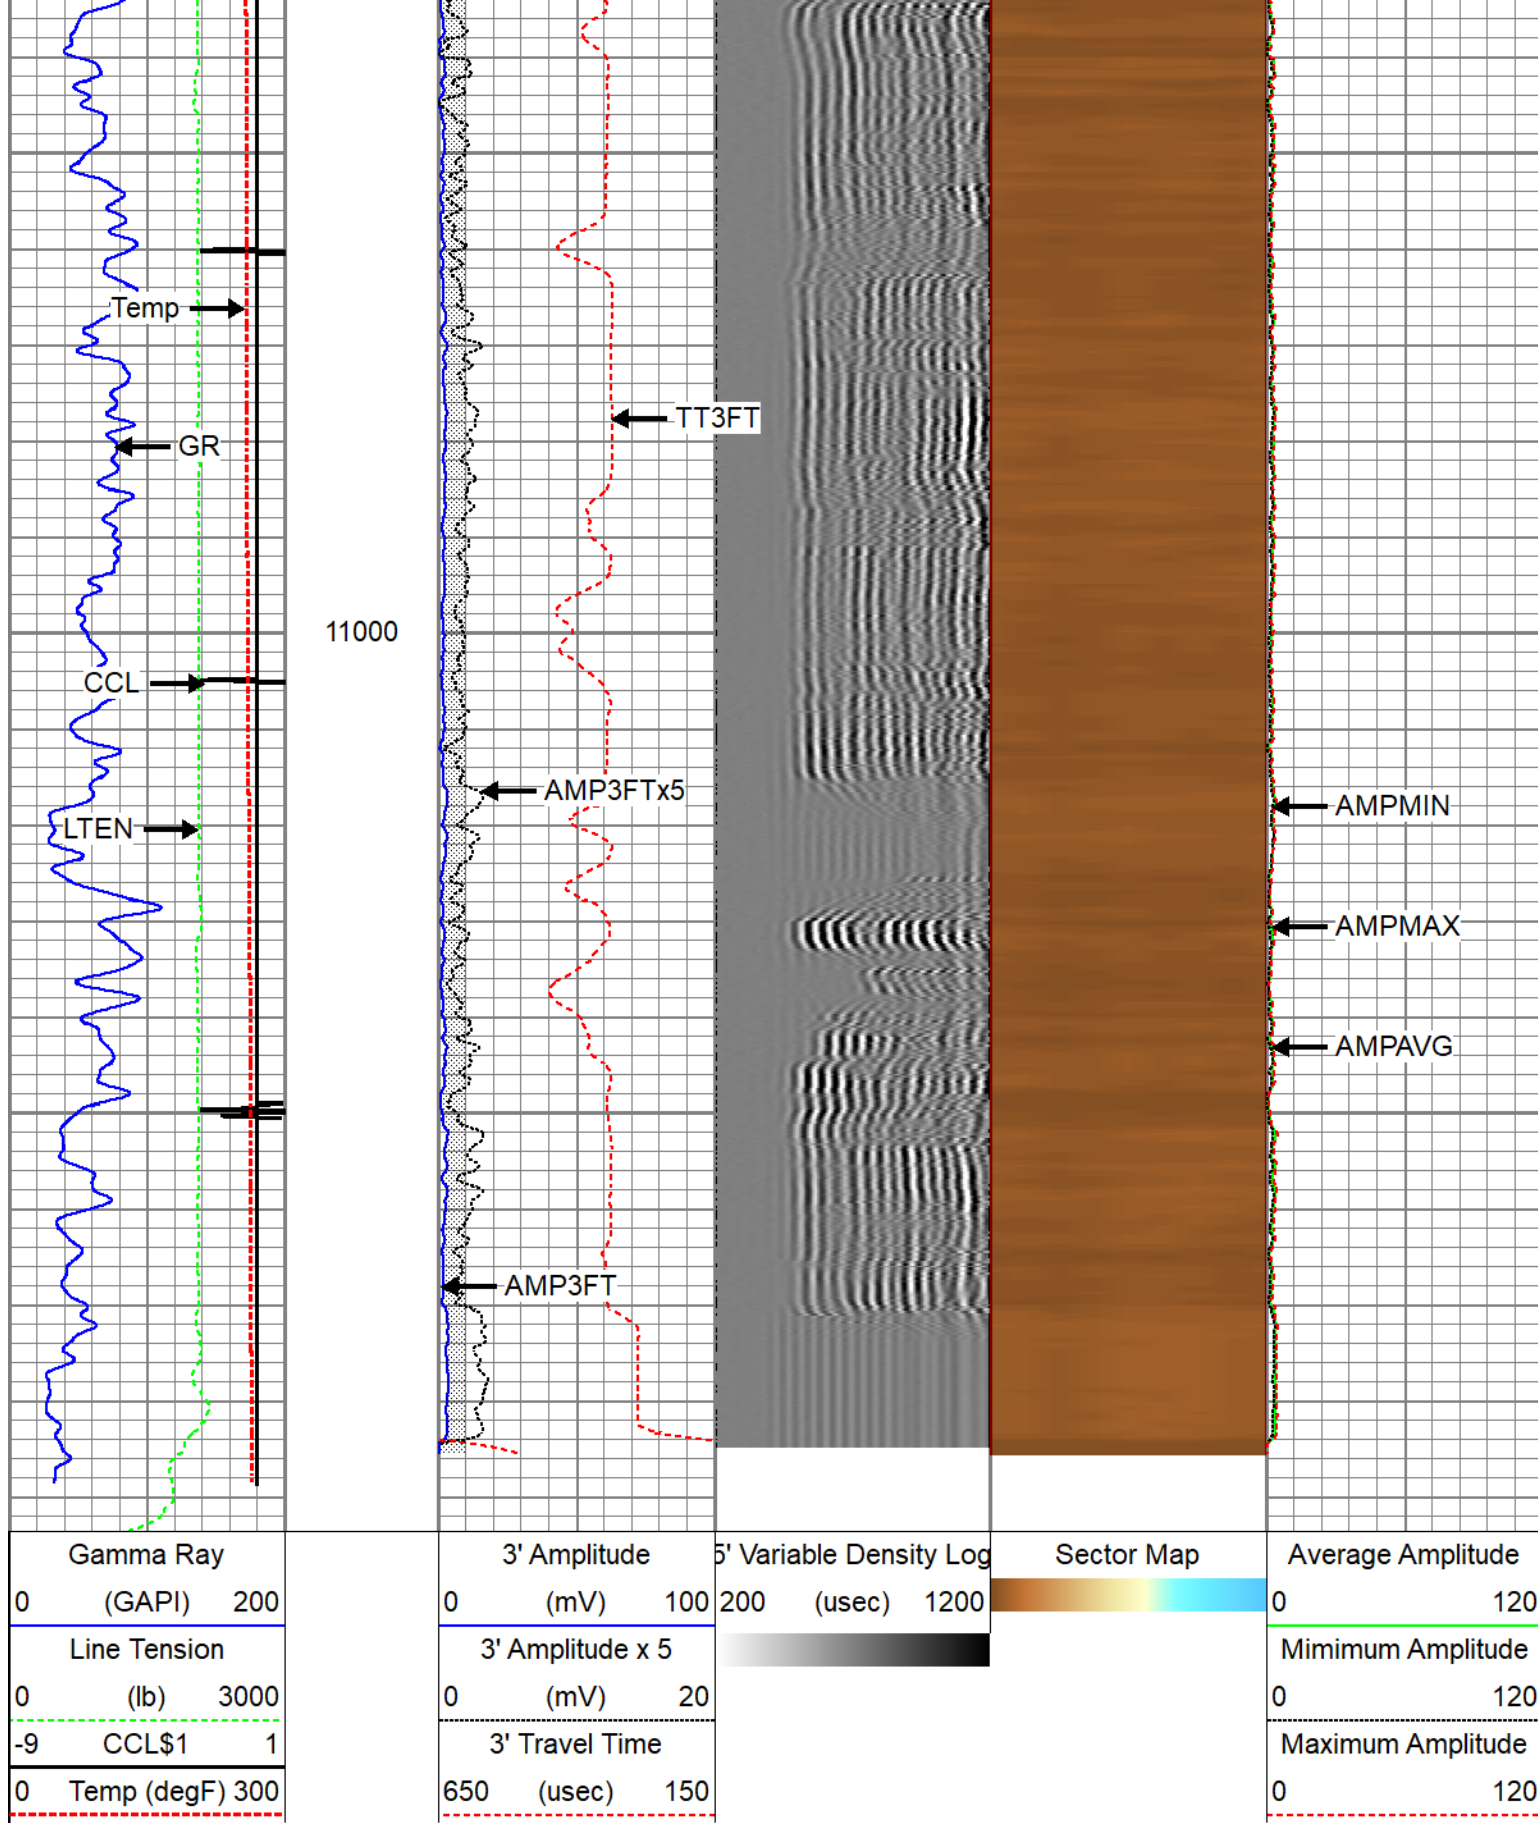 Temp
TT3FT
GR
11000
CCL
AMP3FTx5
AMPMIN
LTEN
AMPMAX
AMPAVG
AMP3FT
Gamma Ray
0 (GAPI) 200
Line Tension
0 (lb) 3000
-9 CCL$1 1
0 Temp (degF) 300
3' Amplitude
0 (mV) 100
3' Amplitude x 5
0 (mV) 20
3' Travel Time
650 (usec) 150
5' Variable Density Log
200 (usec) 1200
Sector Map
Average Amplitude
0 120
Mimimum Amplitude
0 120
Maximum Amplitude
0 120